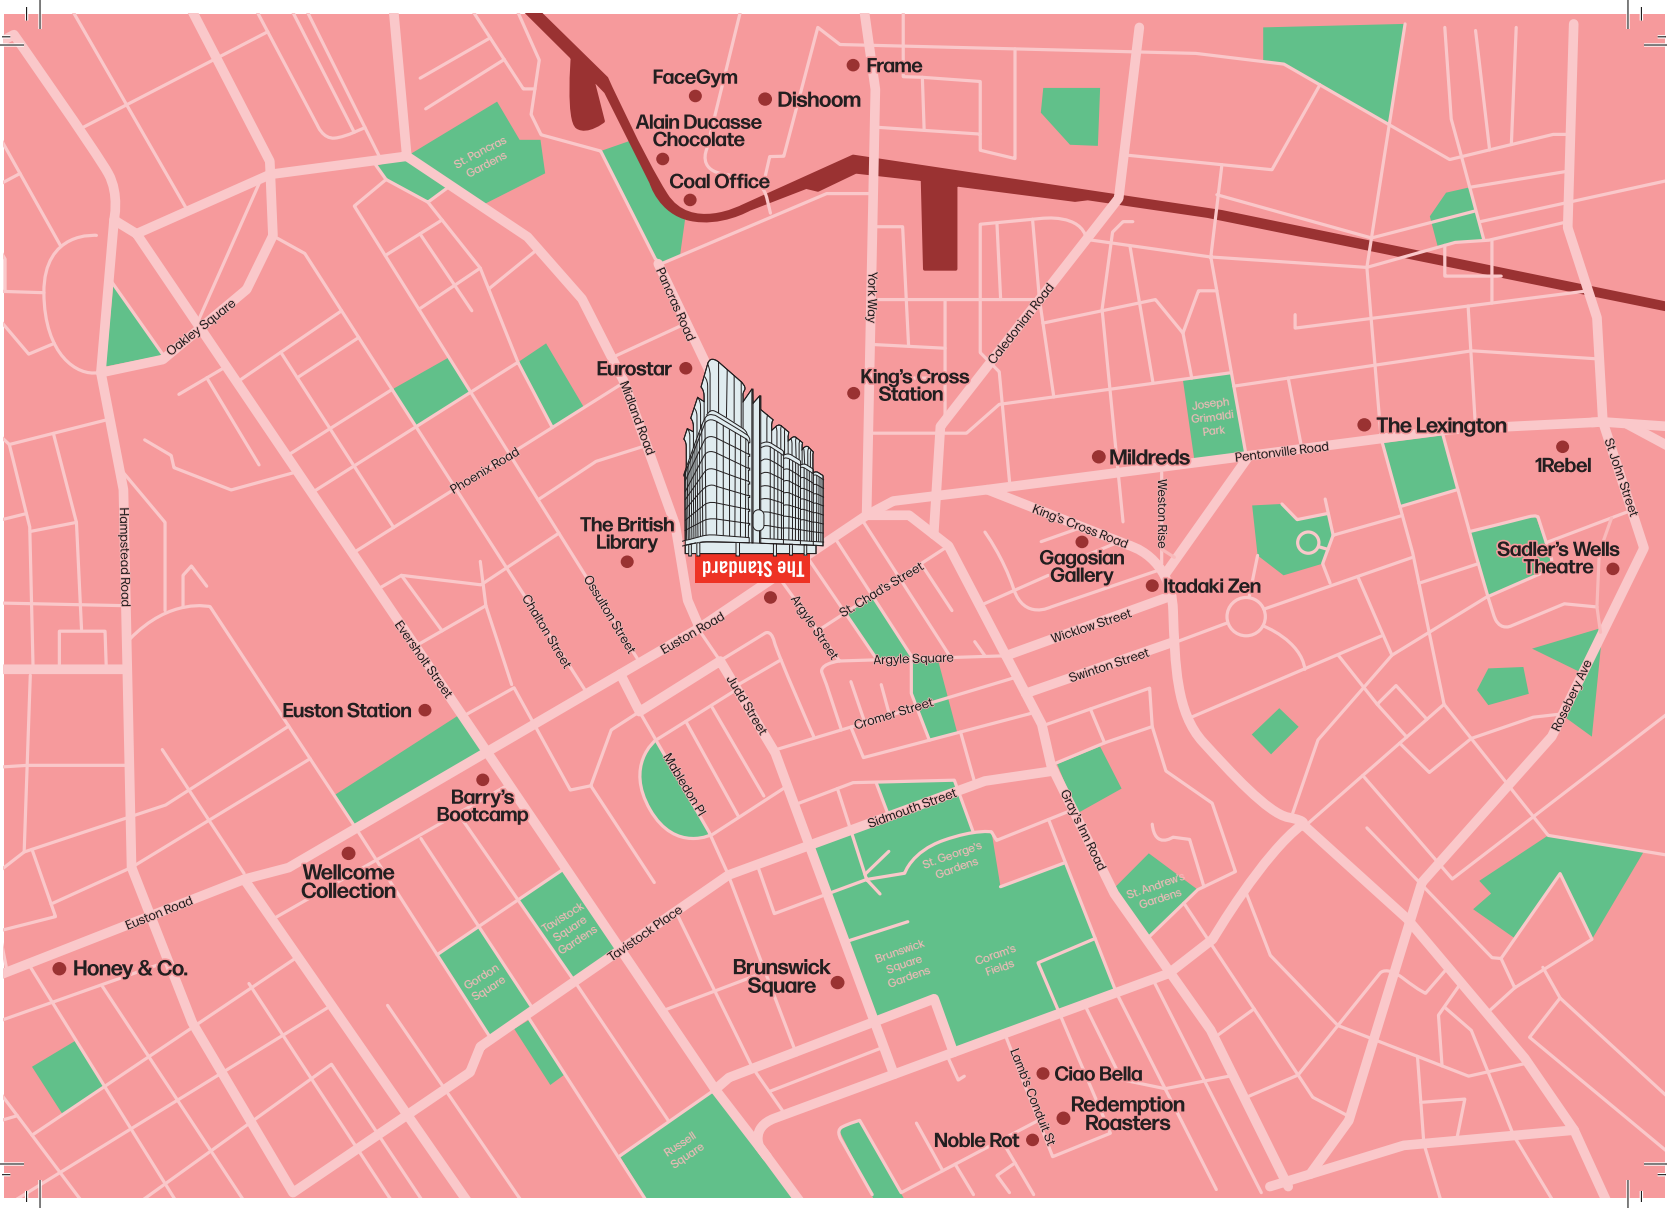 Frame
FaceGym
Dishoom
Alain Ducasse
Chocolate
St. Pancras
Gardens
Coal Office
Pancras Road
York Way
Caledonian Road
Oakley Square
Eurostar
King's Cross
Station
Midland Road
Joseph
Grimaldi
Park
The Lexington
Mildreds
Pentonville Road
1Rebel
St John Street
Phoenix Road
Weston Rise
Hampstead Road
The British
Library
King's Cross Road
Gagosian
Gallery
Sadler's Wells
Theatre
The Standard
Itadaki Zen
St. Chad's Street
Ossulton Street
Chalton Street
Argyle Street
Euston Road
Wicklow Street
Eversholt Street
Argyle Square
Swinton Street
Rosebery Ave
Euston Station
Judd Street
Cromer Street
Mabledon Pl
Barry's
Bootcamp
Sidmouth Street
Gray's Inn Road
St. George's
Gardens
Wellcome
Collection
St. Andrew's
Gardens
Euston Road
Tavistock
Square
Gardens
Tavistock Place
Honey & Co.
Gordon
Square
Brunswick
Square
Brunswick
Square
Gardens
Coram's
Fields
Lamb's Conduit St
Ciao Bella
Redemption
Roasters
Noble Rot
Russell
Square